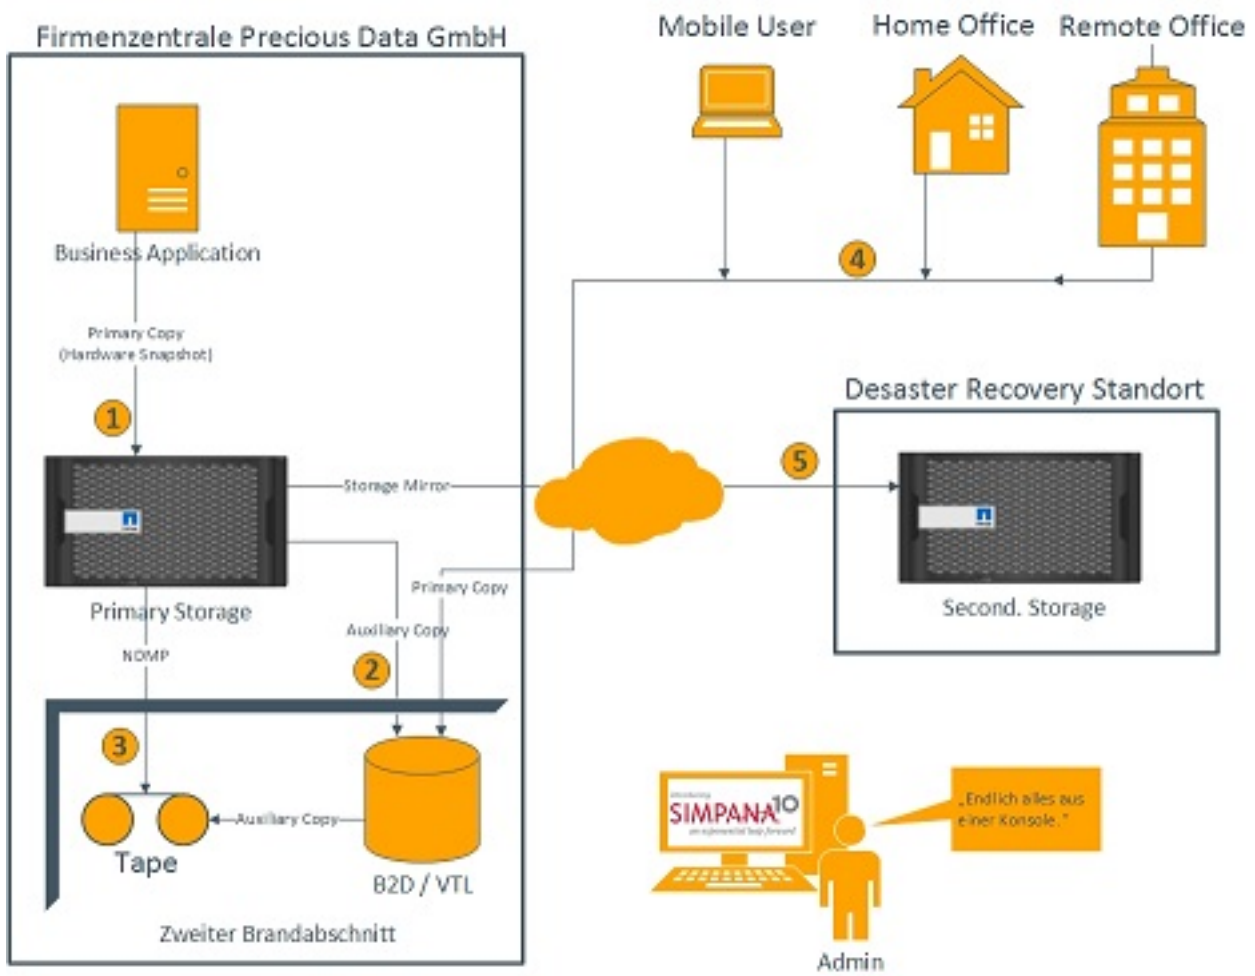 Firmenzentrale Precious Data GmbH
Mobile User
Home Office
Remote Office
Business Application
4
Primary Copy
(Hardware Snapshot)
1
Desaster Recovery Standort
Storage Mirror
5
Primary Copy
Primary Storage
Second. Storage
Auxiliary Copy
NDMP
2
3
Auxiliary Copy
Tape
B2D / VTL
Zweiter Brandabschnitt
SIMPANA 10
„Endlich alles aus
einer Konsole."
Admin